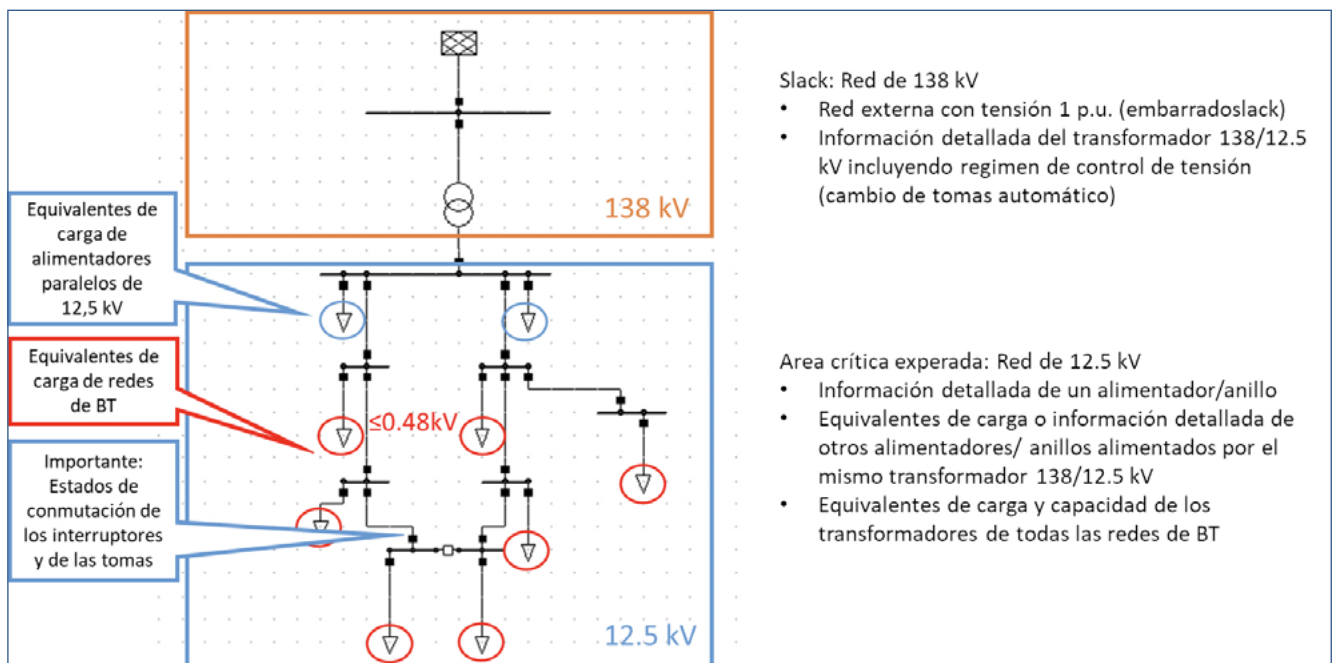 138 kV
Slack: Red de 138 kV
• Red externa con tensión 1 p.u. (embarradoslack)
• Información detallada del transformador 138/12.5
kV incluyendo regimen de control de tensión
(cambio de tomas automático)
Equivalentes de
carga de
alimentadores
paralelos de
12,5 kV
Equivalentes de
carga de redes
de BT
≤0.48kV
Importante:
Estados de
conmutación de
los interruptores
y de las tomas
12.5 kV
Area crítica experada: Red de 12.5 kV
• Información detallada de un alimentador/anillo
• Equivalentes de carga o información detallada de
otros alimentadores/ anillos alimentados por el
mismo transformador 138/12.5 kV
• Equivalentes de carga y capacidad de los
transformadores de todas las redes de BT